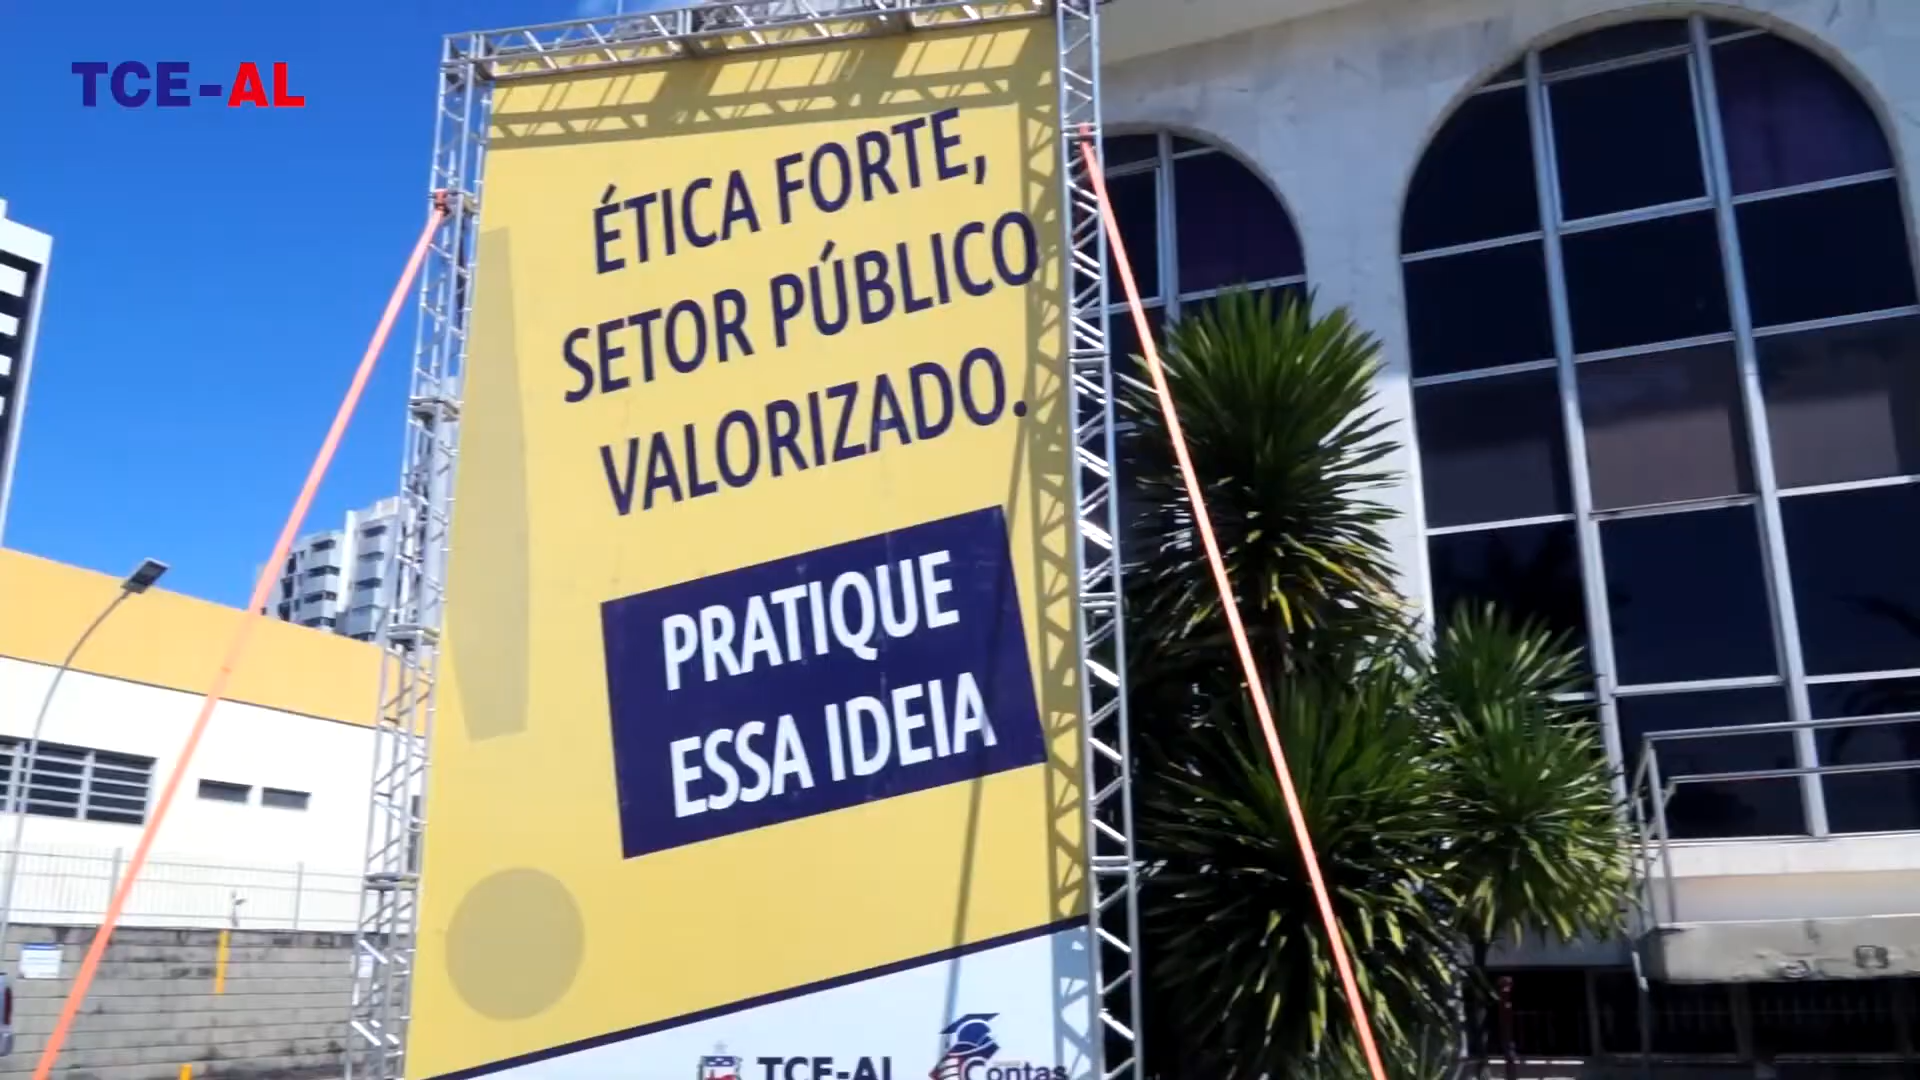 TCE-AL
ÉTICA FORTE,
SETOR PÚBLICO
VALORIZADO.
PRATIQUE
ESSA IDEIA
TCE-AL
Contas